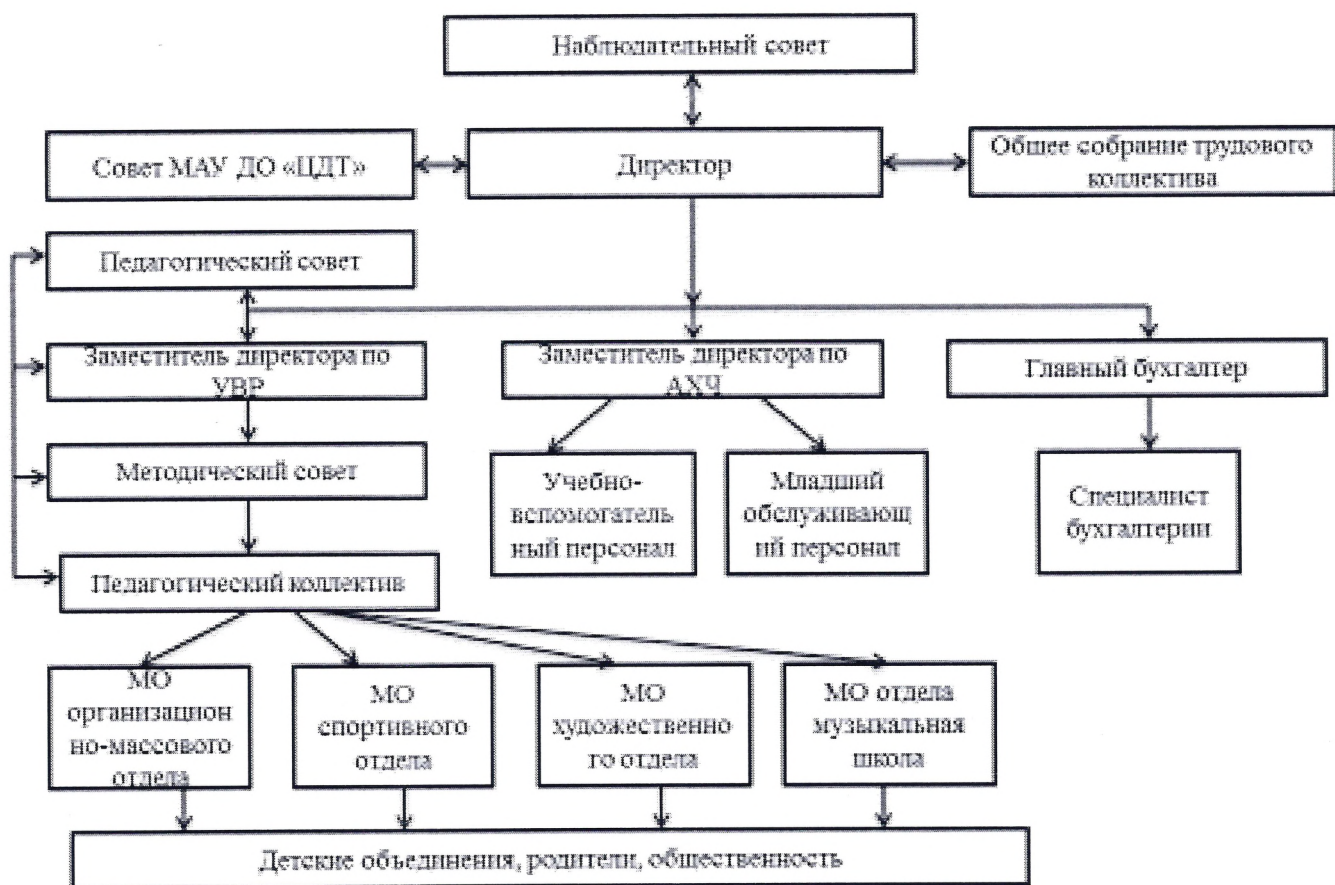 Наблюдательный совет
Совет МАУ ДО «ЦДТ»
Директор
Общее собрание трудового
коллектива
Педагогический совет
Заместитель директора по
УВР
Заместитель директора по
АХЧ
Главный бухгалтер
Методический совет
Учебно-
вспомогатель
ный персонал
Младший
обслуживающ
ий персонал
Специалист
бухгалтерии
Педагогический коллектив
МО
организацион
но-массового
отдела
МО
спортивного
отдела
МО
художественно
го отдела
МО отдела
музыкальная
школа
Детские объединения, родители, общественность